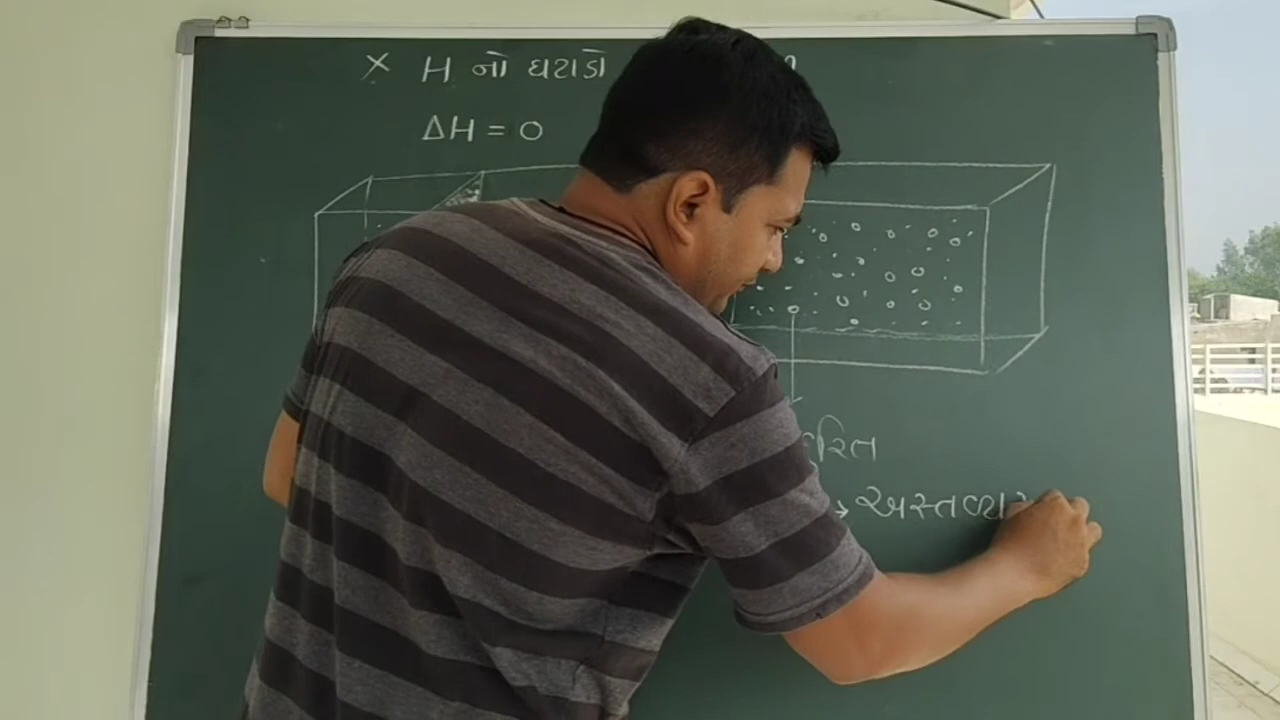 × H નો ઘટાડો
ΔH = 0
રિત
→ અસ્તવ્ય